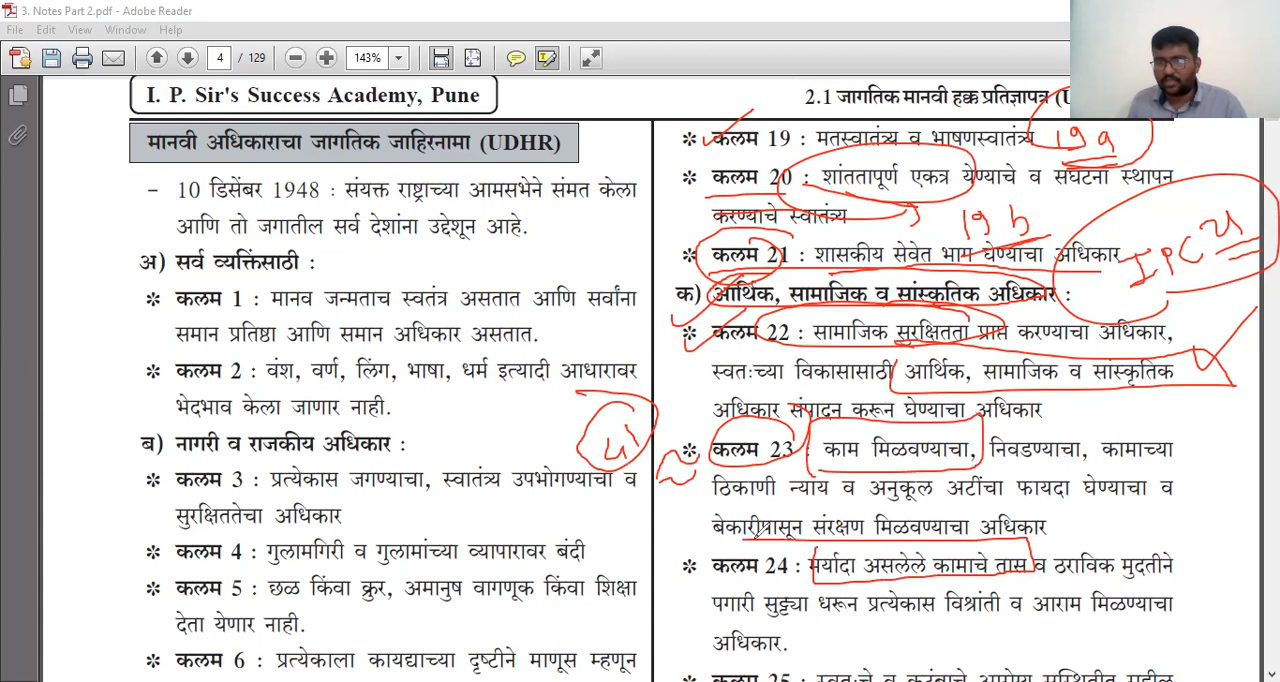 3. Notes Part 2.pdf - Adobe Reader
File Edit View Window Help
4 / 129 143%
I. P. Sir's Success Academy, Pune
2.1 जागतिक मानवी हक्क प्रतिज्ञापत्र (U
मानवी अधिकाराचा जागतिक जाहिरनामा (UDHR)
- 10 डिसेंबर 1948 : संयक्त राष्ट्राच्या आमसभेने संमत केला
आणि तो जगातील सर्व देशांना उद्देशून आहे.
अ) सर्व व्यक्तिंसाठी :
* कलम 1 : मानव जन्मताच स्वतंत्र असतात आणि सर्वांना
समान प्रतिष्ठा आणि समान अधिकार असतात.
* कलम 2 : वंश, वर्ण, लिंग, भाषा, धर्म इत्यादी आधारावर
भेदभाव केला जाणार नाही.
ब) नागरी व राजकीय अधिकार :
* कलम 3 : प्रत्येकास जगण्याचा, स्वातंत्र्य उपभोगण्याचा व
सुरक्षिततेचा अधिकार
* कलम 4 : गुलामगिरी व गुलामांच्या व्यापारावर बंदी
* कलम 5 : छळ किंवा क्रुर, अमानुष वागणूक किंवा शिक्षा
देता येणार नाही.
* कलम 6 : प्रत्येकाला कायद्याच्या दृष्टीने माणूस म्हणून
* कलम 19 : मतस्वातंत्र्य व भाषणस्वातंत्र्य
19 a
* कलम 20 : शांततापूर्ण एकत्र येण्याचे व संघटना स्थापन
करण्याचे स्वातंत्र्य
19 b
* कलम 21 : शासकीय सेवेत भाग घेण्याचा अधिकार
क) आर्थिक, सामाजिक व सांस्कृतिक अधिकार :
* कलम 22 : सामाजिक सुरक्षितता प्राप्त करण्याचा अधिकार,
स्वतःच्या विकासासाठी आर्थिक, सामाजिक व सांस्कृतिक
अधिकार संपादन करून घेण्याचा अधिकार
* कलम 23 : काम मिळवण्याचा, निवडण्याचा, कामाच्या
ठिकाणी न्याय व अनुकूल अटींचा फायदा घेण्याचा व
बेकारीपासून संरक्षण मिळवण्याचा अधिकार
* कलम 24 : मर्यादा असलेले कामाचे तास व ठराविक मुदतीने
पगारी सुट्ट्या धरून प्रत्येकास विश्रांती व आराम मिळण्याचा
अधिकार.